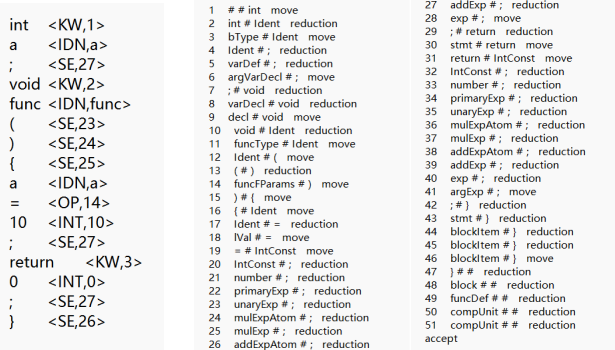 int <KW,1>
a <IDN,a>
; <SE,27>
void <KW,2>
func <IDN,func>
( <SE,23>
) <SE,24>
{ <SE,25>
a <IDN,a>
= <OP,14>
10 <INT,10>
; <SE,27>
return <KW,3>
0 <INT,0>
; <SE,27>
} <SE,26>
1 # # int move
2 int # Ident reduction
3 bType # Ident move
4 Ident # ; reduction
5 varDef # ; reduction
6 argVarDecl # ; move
7 ; # void reduction
8 varDecl # void reduction
9 decl # void move
10 void # Ident reduction
11 funcType # Ident move
12 Ident # ( move
13 ( # ) reduction
14 funcFParams # ) move
15 ) # { move
16 { # Ident move
17 Ident # = reduction
18 lVal # = move
19 = # IntConst move
20 IntConst # ; reduction
21 number # ; reduction
22 primaryExp # ; reduction
23 unaryExp # ; reduction
24 mulExpAtom # ; reduction
25 mulExp # ; reduction
26 addExpAtom # ; reduction
27 addExp # ; reduction
28 exp # ; move
29 ; # return reduction
30 stmt # return move
31 return # IntConst move
32 IntConst # ; reduction
33 number # ; reduction
34 primaryExp # ; reduction
35 unaryExp # ; reduction
36 mulExpAtom # ; reduction
37 mulExp # ; reduction
38 addExpAtom # ; reduction
39 addExp # ; reduction
40 exp # ; reduction
41 argExp # ; move
42 ; # } reduction
43 stmt # } reduction
44 blockItem # } reduction
45 blockItem # } reduction
46 blockItem # } move
47 } # # reduction
48 block # # reduction
49 funcDef # # reduction
50 compUnit # # reduction
51 compUnit # # reduction
accept